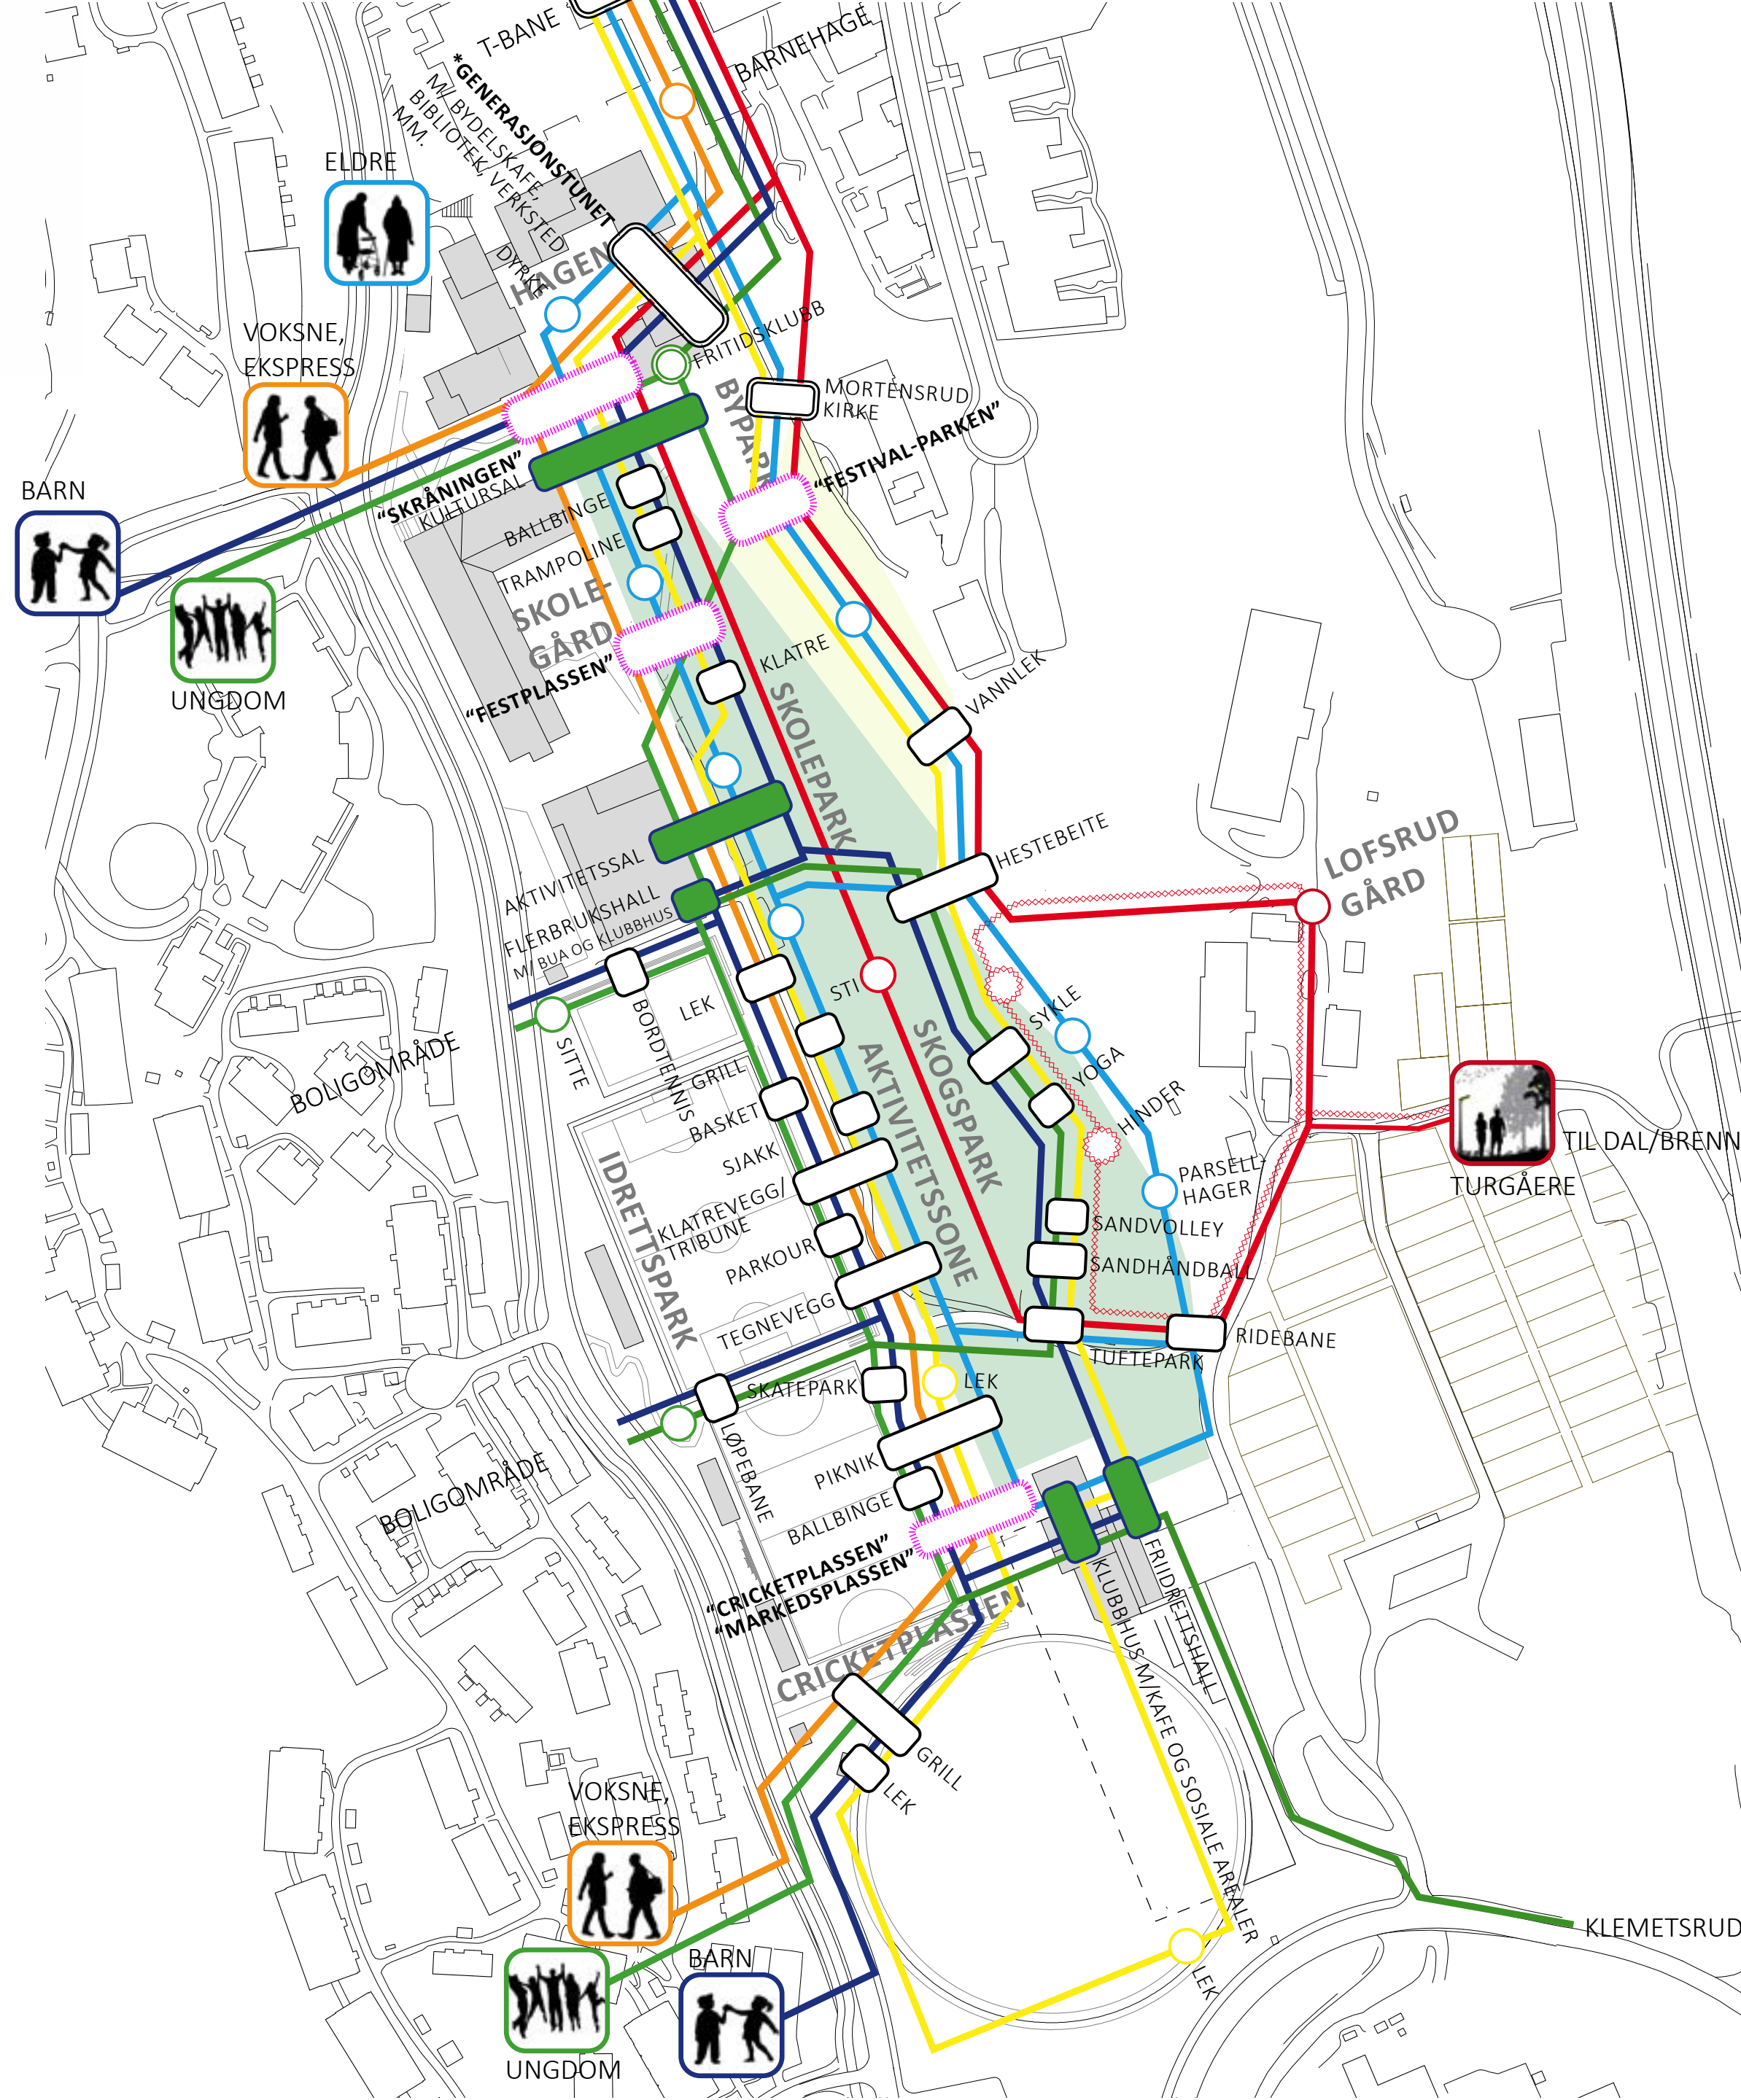 T-BANE
BARNEHAGE
*GENERASJONSTUNET
M/ BYDELSKAFE,
BIBLIOTEK, VERKSTED
MM.
ELDRE
DYRKE
HAGEN
VOKSNE,
EKSPRESS
FRITIDSKLUBB
BYPARK
MORTENSRUD
KIRKE
"FESTIVAL-PARKEN"
BARN
"SKRÅNINGEN"
KULTURSAL
BALLBINGE
TRAMPOLINE
SKOLE-
GÅRD
UNGDOM
"FESTPLASSEN"
KLATRE
VANNLEK
SKOLEPARK
HESTEBEITE
LOFSRUD
GÅRD
AKTIVITETSSAL
FLERBRUKSHALL
M/ BUA OG KLUBBHUS
STI
LEK
SYKLE
BORDTENNIS
SITTE
BOLIGOMRÅDE
GRILL
YOGA
SKOGSPARK
AKTIVITETSSONE
HINDER
BASKET
SJAKK
TIL DAL/BRENN
TURGÅERE
PARSELL-
HAGER
IDRETTSPARK
KLATREVEGG/
TRIBUNE
SANDVOLLEY
PARKOUR
SANDHÅNDBALL
TEGNEVEGG
RIDEBANE
TUFTEPARK
SKATEPARK
LEK
LØPEBANE
BOLIGOMRÅDE
PIKNIK
BALLBINGE
"CRICKETPLASSEN"
"MARKEDSPLASSEN"
CRICKETPLASSEN
FRIIDRETTSHALL
KLUBBHUS M/KAFE OG SOSIALE AREALER
GRILL
LEK
VOKSNE,
EKSPRESS
KLEMETSRUD
BARN
LEK
UNGDOM